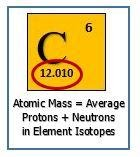 6
C
12.010
Atomic Mass = Average
Protons + Neutrons
in Element Isotopes